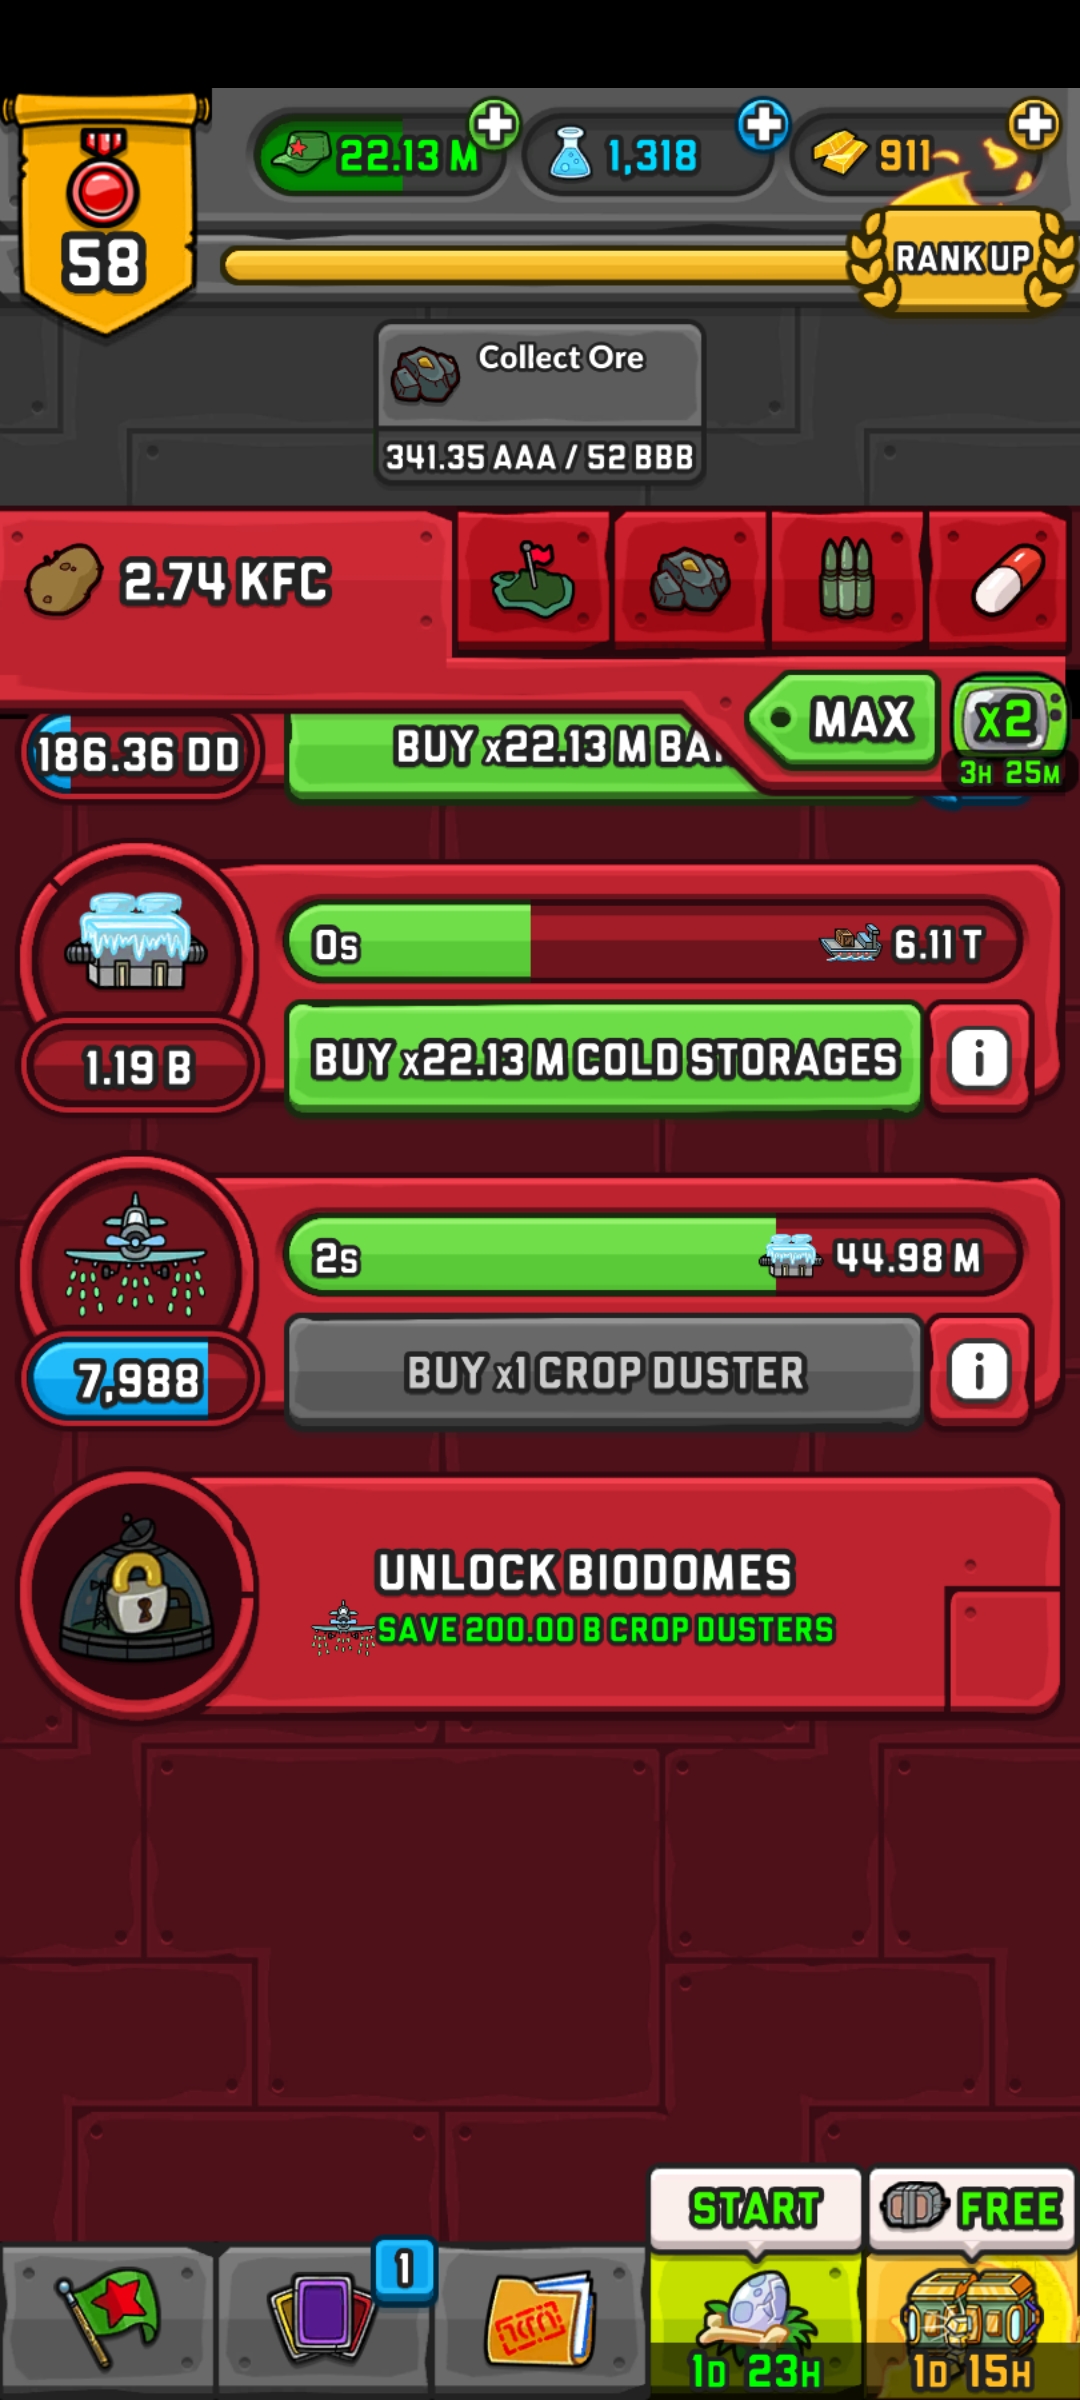 22.13 M
1,318
911
58
RANK UP
Collect Ore
341.35 AAA / 52 BBB
2.74 KFC
MAX
x2
3H 25M
186.36 DD
BUY x22.13 M BA
0s
6.11 T
1.19 B
BUY x22.13 M COLD STORAGES
i
2s
44.98 M
7,988
BUY x1 CROP DUSTER
i
UNLOCK BIODOMES
SAVE 200.00 B CROP DUSTERS
START
FREE
1
1D 23H
1D 15H